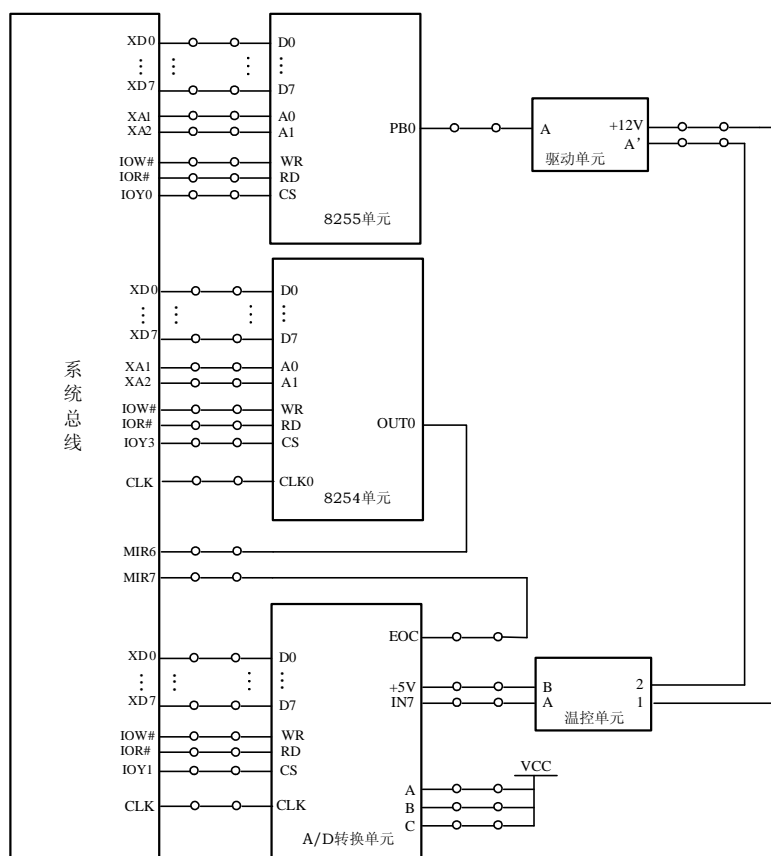 XD0 D0
XD7 D7
XA1 A0
XA2 A1
PB0 A +12V
A'
驱动单元
IOW# WR
IOR# RD
IOY0 CS
8255单元
XD0 D0
XD7 D7
系统总线
XA1 A0
XA2 A1
IOW# WR
IOR# RD
OUT0
IOY3 CS
CLK CLK0
8254单元
MIR6
MIR7
EOC
XD0 D0
+5V B 2
XD7 D7 IN7 A 1
温控单元
IOW# WR
IOR# RD
IOY1 CS
VCC
A
CLK CLK B
C
A/D转换单元